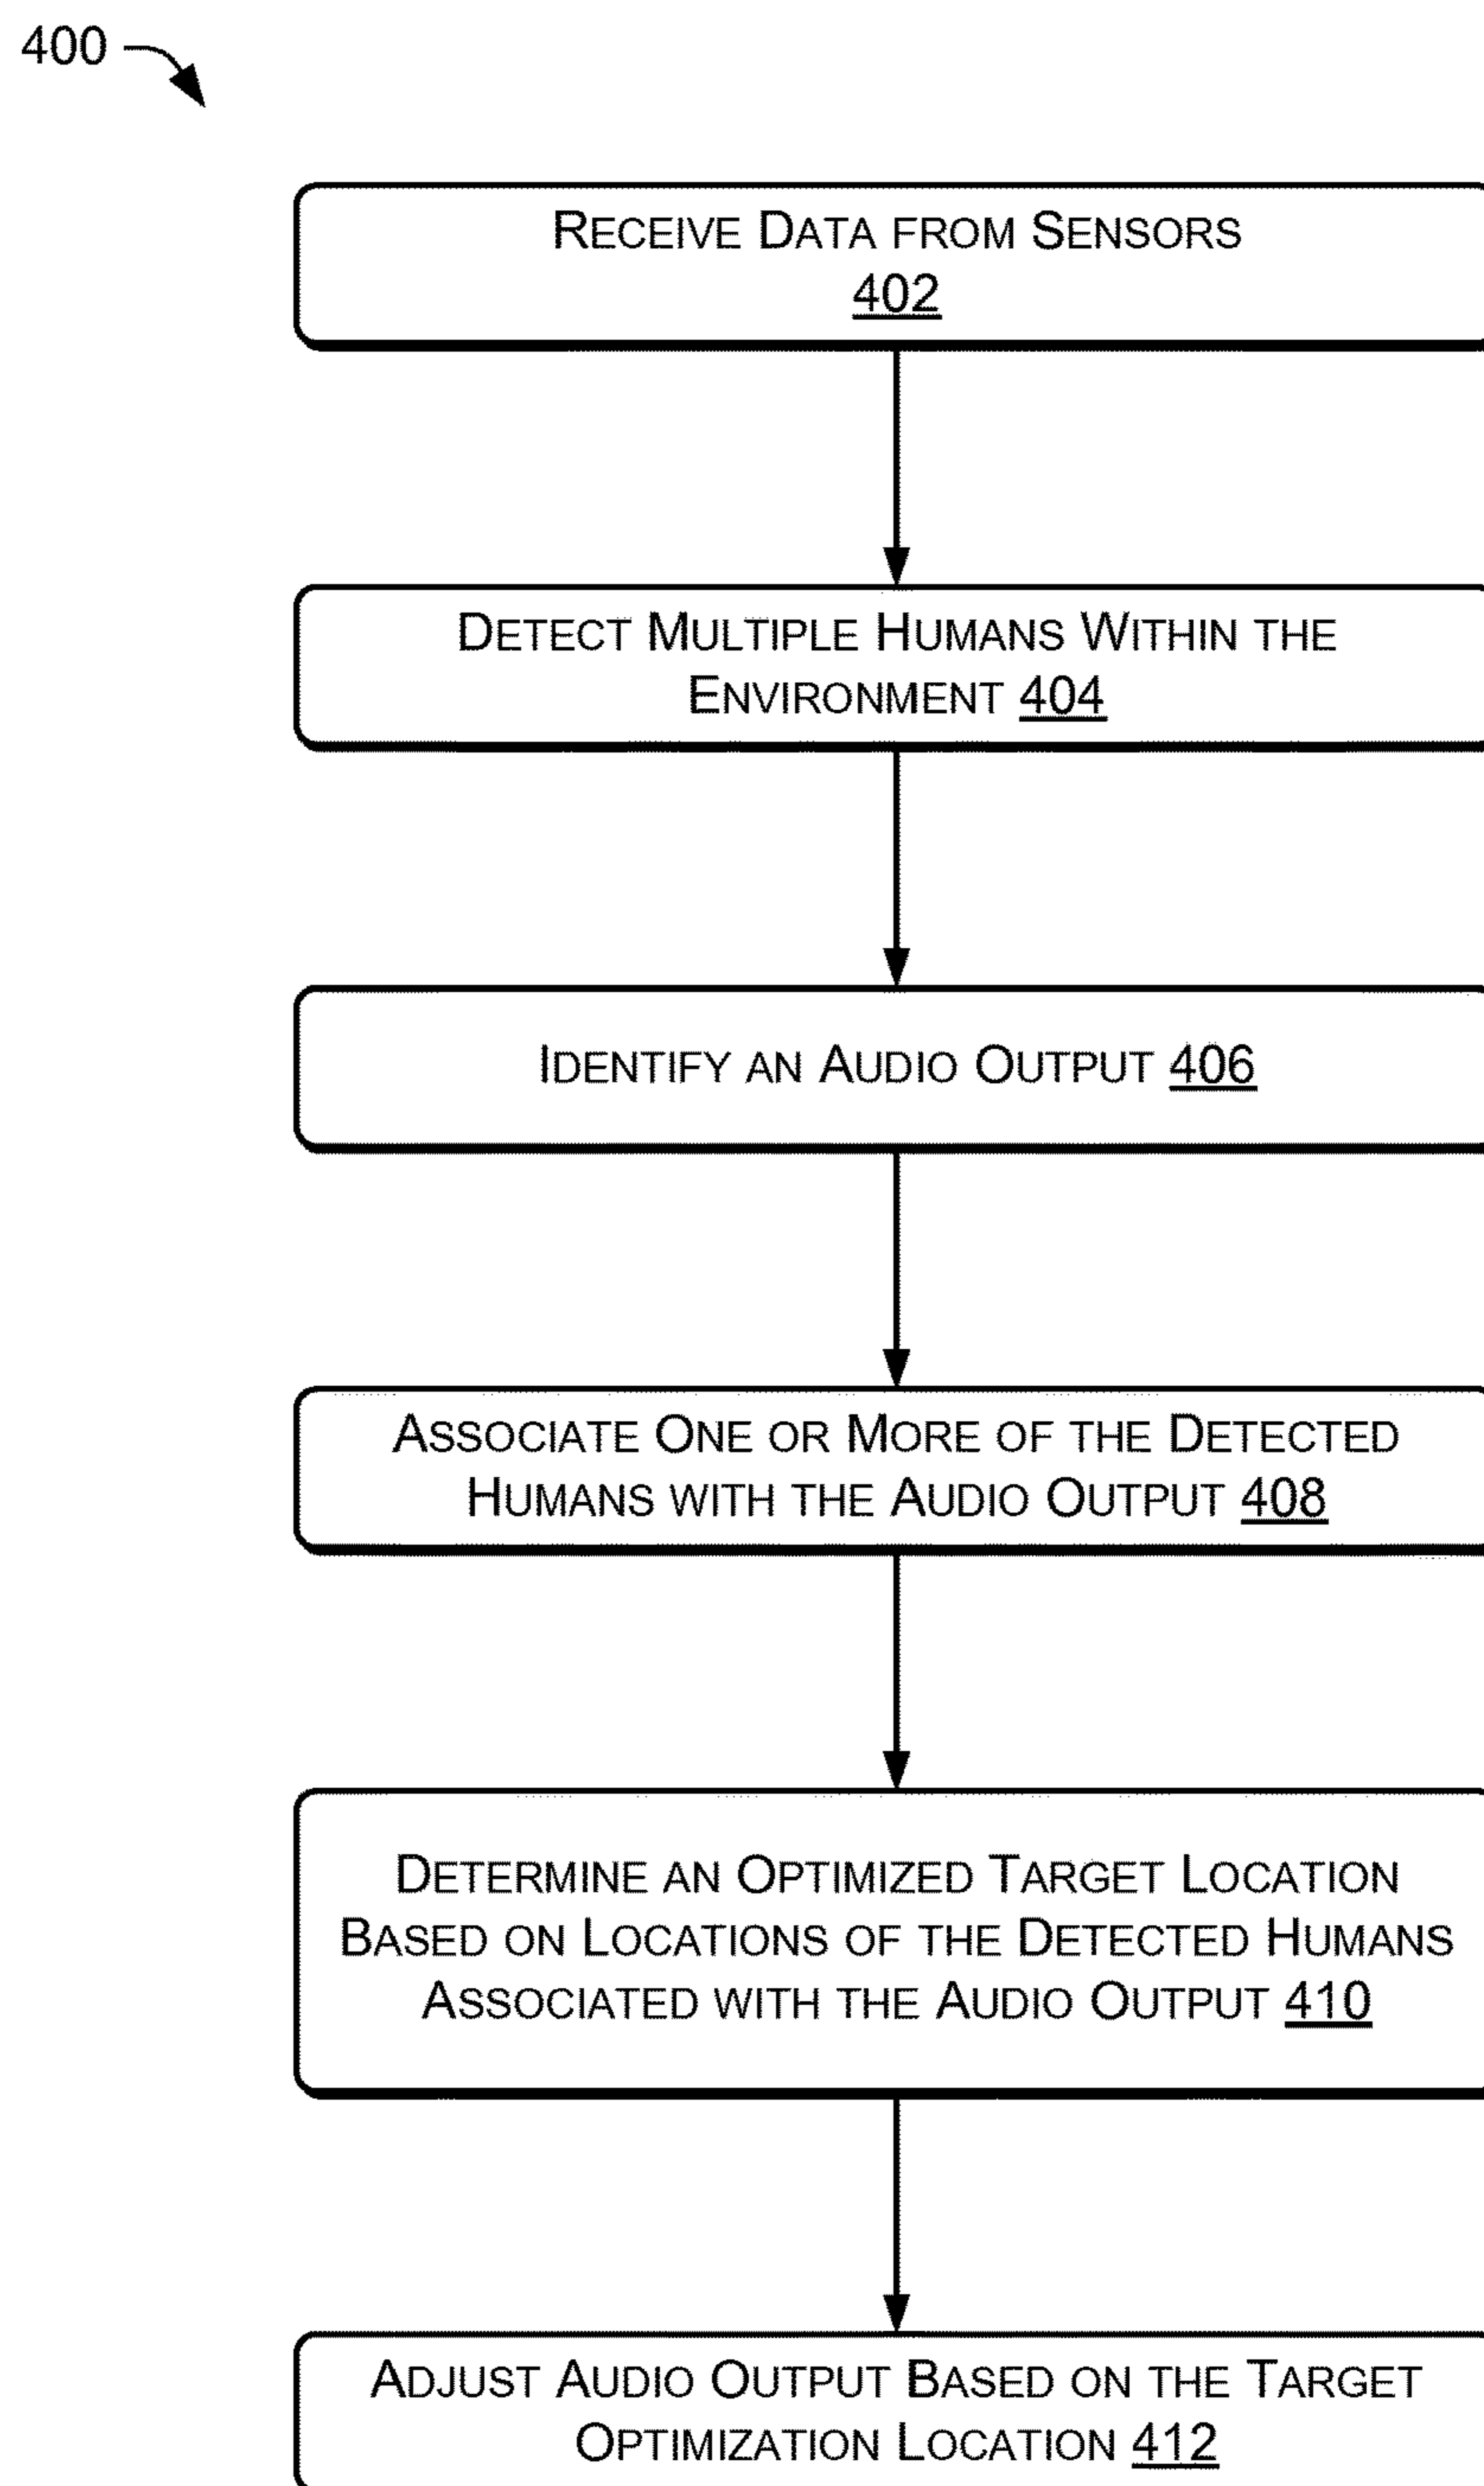 400
RECEIVE DATA FROM SENSORS
402
DETECT MULTIPLE HUMANS WITHIN THE
ENVIRONMENT 404
IDENTIFY AN AUDIO OUTPUT 406
ASSOCIATE ONE OR MORE OF THE DETECTED
HUMANS WITH THE AUDIO OUTPUT 408
DETERMINE AN OPTIMIZED TARGET LOCATION
BASED ON LOCATIONS OF THE DETECTED HUMANS
ASSOCIATED WITH THE AUDIO OUTPUT 410
ADJUST AUDIO OUTPUT BASED ON THE TARGET
OPTIMIZATION LOCATION 412